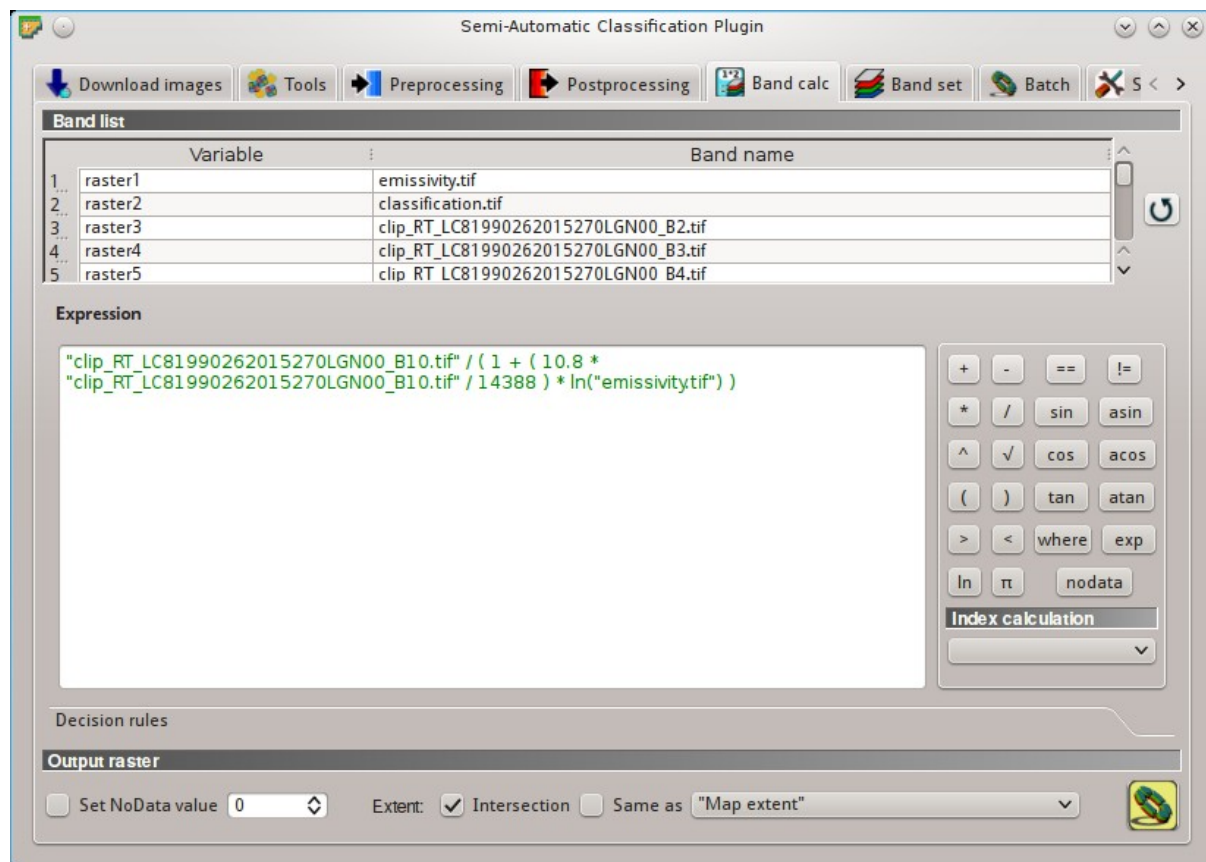 Semi-Automatic Classification Plugin
Download images Tools Preprocessing Postprocessing Band calc Band set Batch S < >
Band list
Variable Band name
1... raster1 emissivity.tif
2... raster2 classification.tif
3... raster3 clip_RT_LC81990262015270LGN00_B2.tif
4... raster4 clip_RT_LC81990262015270LGN00_B3.tif
5 raster5 clip_RT_LC81990262015270LGN00_B4.tif
Expression
"clip_RT_LC81990262015270LGN00_B10.tif" / ( 1 + ( 10.8 *
"clip_RT_LC81990262015270LGN00_B10.tif" / 14388 ) * ln("emissivity.tif") )
+ - == !=
* / sin asin
^ √ cos acos
( ) tan atan
> < where exp
ln π nodata
Index calculation
Decision rules
Output raster
Set NoData value 0 Extent: Intersection Same as "Map extent"